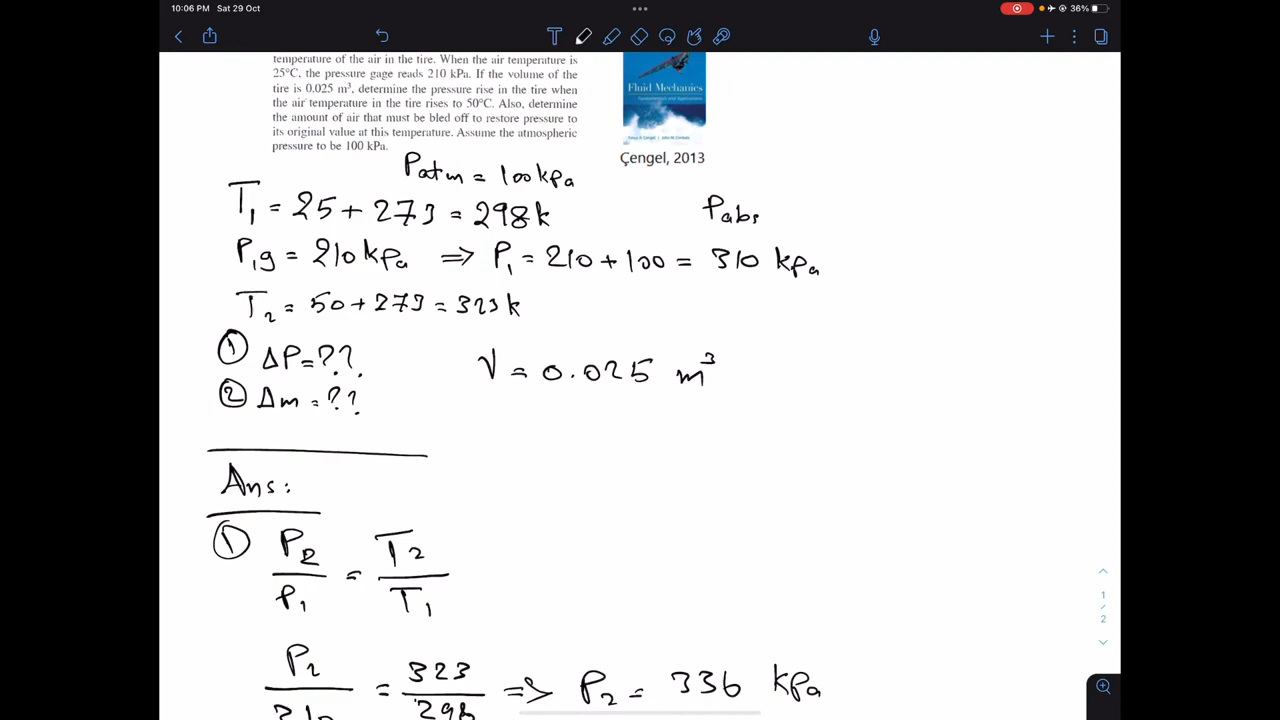 10:06 PM Sat 29 Oct
36%
temperature of the air in the tire. When the air temperature is
25°C, the pressure gage reads 210 kPa. If the volume of the
tire is 0.025 m³, determine the pressure rise in the tire when
the air temperature in the tire rises to 50°C. Also, determine
the amount of air that must be bled off to restore pressure to
its original value at this temperature. Assume the atmospheric
pressure to be 100 kPa.
Fluid Mechanics
Çengel, 2013
Patm = 100 kpa
T1 = 25 + 273 = 298 k
Pabs
P1g = 210 kpa ⇒ P1 = 210 + 100 = 310 kpa
T2 = 50 + 273 = 323 k
① ΔP = ??
V = 0.025 m³
② Δm = ??
Ans:
① P2/P1 = T2/T1
P2/310 = 323/298 ⇒ P2 = 336 kpa
1
/
2